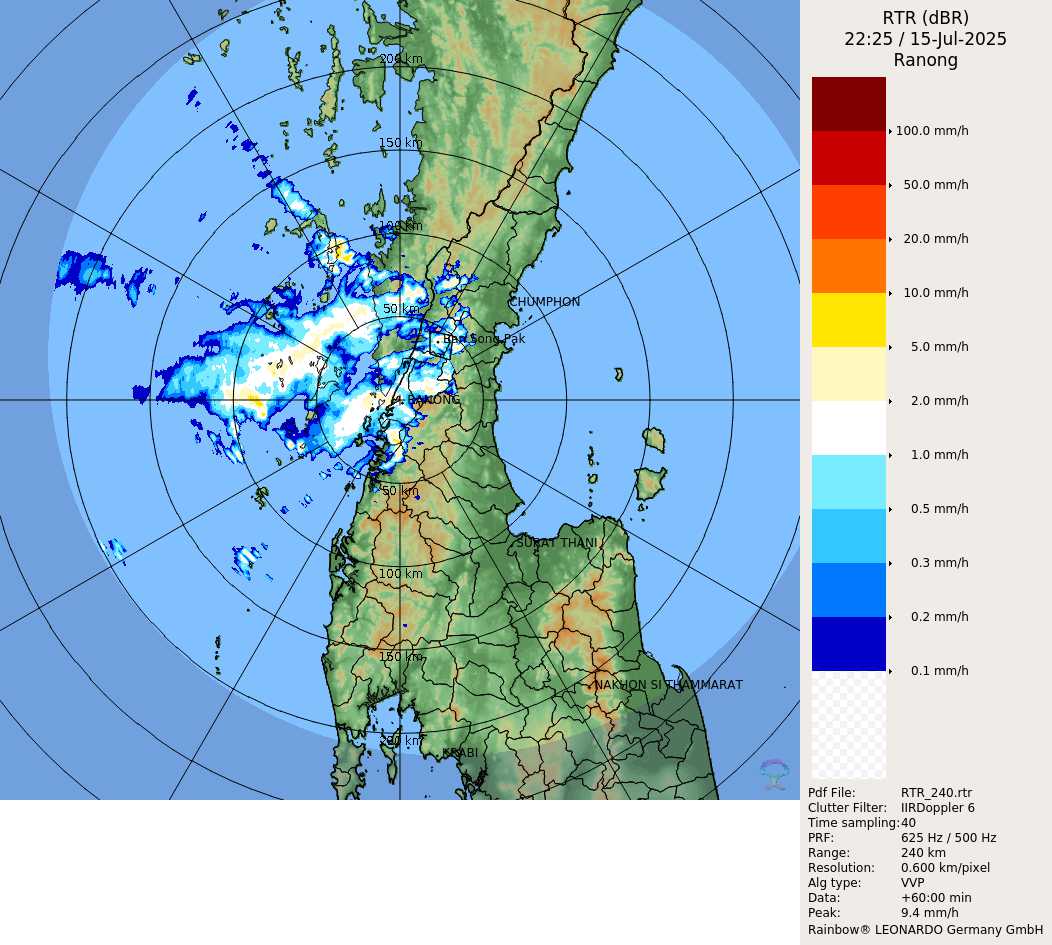 RTR (dBR)
22:25 / 15-Jul-2025
Ranong
200 km
150 km
100 km
50 km
CHUMPHON
Ban Song Pak
RANONG
50 km
SURAT THANI
100 km
150 km
NAKHON SI THAMMARAT
200 km
KRABI
100.0 mm/h
50.0 mm/h
20.0 mm/h
10.0 mm/h
5.0 mm/h
2.0 mm/h
1.0 mm/h
0.5 mm/h
0.3 mm/h
0.2 mm/h
0.1 mm/h
Pdf File: RTR_240.rtr
Clutter Filter: IIRDoppler 6
Time sampling:40
PRF: 625 Hz / 500 Hz
Range: 240 km
Resolution: 0.600 km/pixel
Alg type: VVP
Data: +60:00 min
Peak: 9.4 mm/h
Rainbow® LEONARDO Germany GmbH